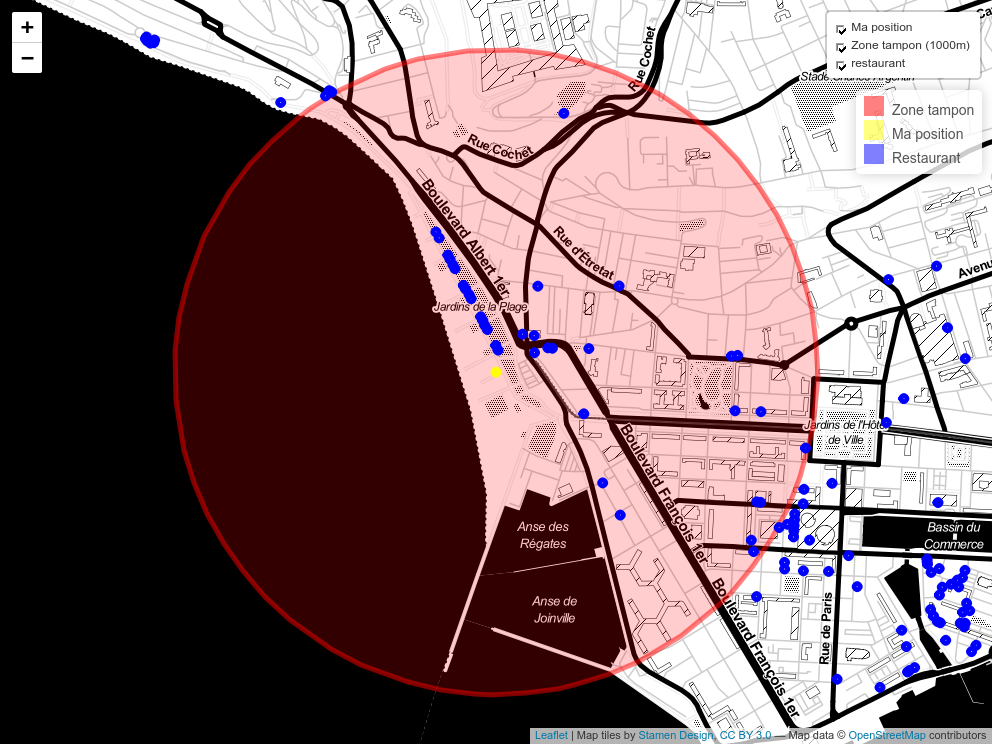 +
−
Ma position
Zone tampon (1000m)
restaurant
Stade Charles Argentin
Zone tampon
Ma position
Restaurant
Rue Cochet
Rue Cochet
Boulevard Albert 1er
Rue d'Étretat
Avenu
Jardins de la Plage
Jardins de l'Hôte
de Ville
Boulevard François 1er
Anse des
Régates
Bassin du
Commerce
Anse de
Joinville
Boulevard François 1er
Rue de Paris
Leaflet | Map tiles by Stamen Design, CC BY 3.0 — Map data © OpenStreetMap contributors